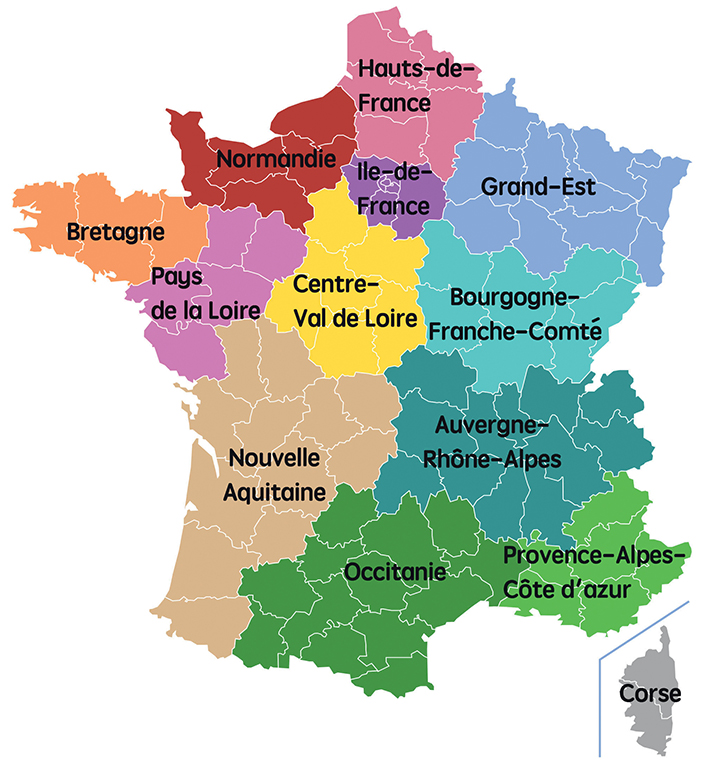 Hauts-de-
France
Normandie
Ile-de-
France
Grand-Est
Bretagne
Pays
de la Loire
Centre-
Val de Loire
Bourgogne-
Franche-Comté
Auvergne-
Rhône-Alpes
Nouvelle
Aquitaine
Provence-Alpes-
Côte d'azur
Occitanie
Corse